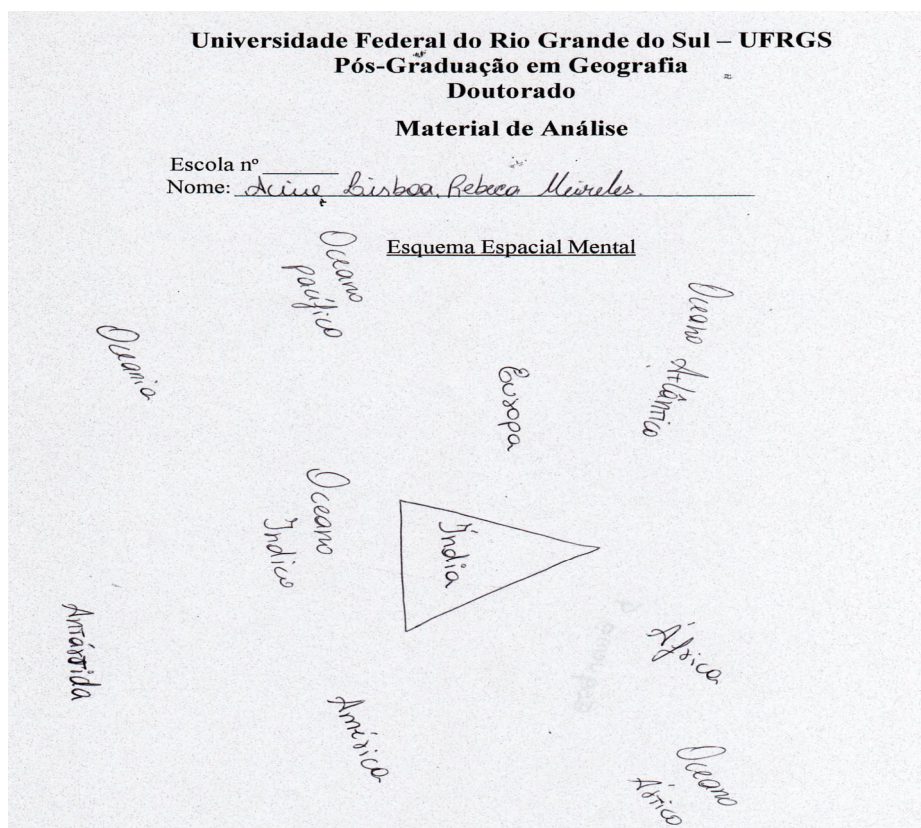 Universidade Federal do Rio Grande do Sul – UFRGS
Pós-Graduação em Geografia
Doutorado
Material de Análise
Escola nº
Nome: Lisboa, Rebeca Meireles.
Esquema Espacial Mental
Oceano
pacífico
Oceano Atlântico
Oceania
Europa
Oceano
Indico
Índia
Antártida
África
América
Oceano
Ártico